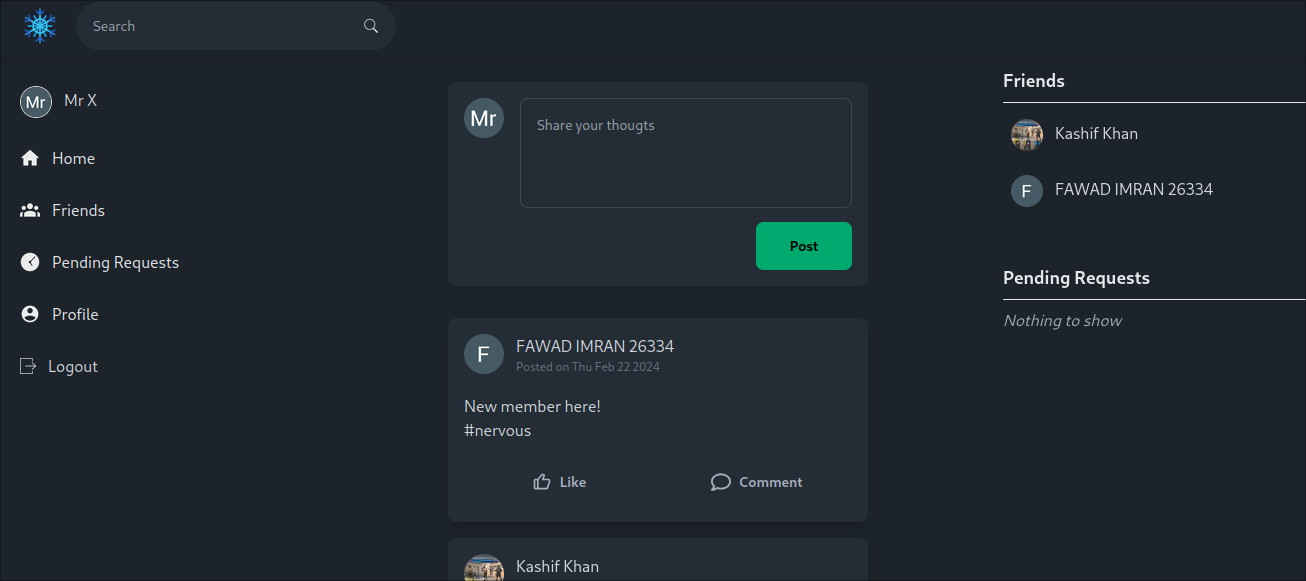 Search
Mr
Mr X
Home
Friends
Pending Requests
Profile
Logout
Mr
Share your thougts
Post
F
FAWAD IMRAN 26334
Posted on Thu Feb 22 2024
New member here!
#nervous
Like
Comment
Kashif Khan
Friends
Kashif Khan
F
FAWAD IMRAN 26334
Pending Requests
Nothing to show